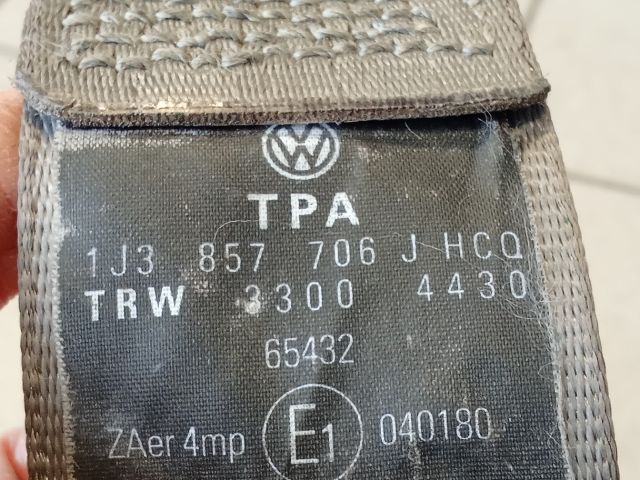 TPA
1J3 857 706 J HCQ
TRW 3300 4430
65432
ZAer 4mp E1 040180